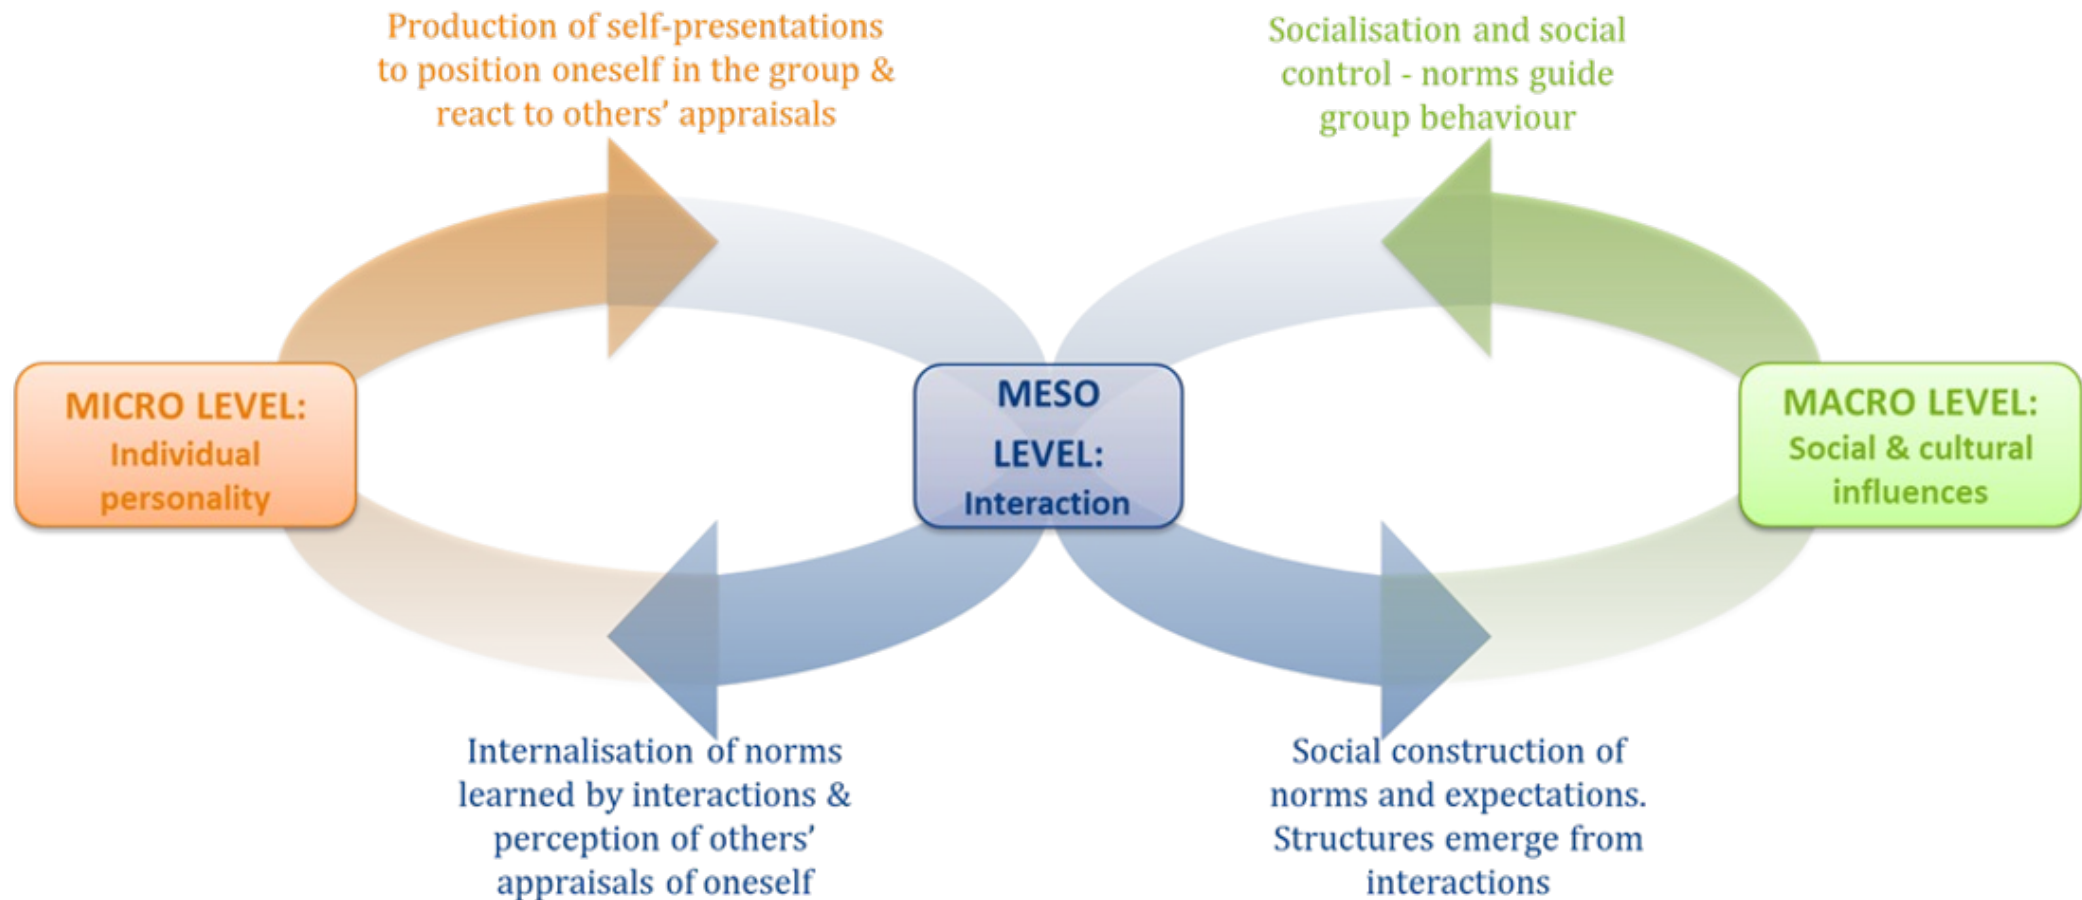 Production of self-presentations
to position oneself in the group &
react to others’ appraisals
Socialisation and social
control - norms guide
group behaviour
MICRO LEVEL:
Individual
personality
MESO
LEVEL:
Interaction
MACRO LEVEL:
Social & cultural
influences
Internalisation of norms
learned by interactions &
perception of others’
appraisals of oneself
Social construction of
norms and expectations.
Structures emerge from
interactions